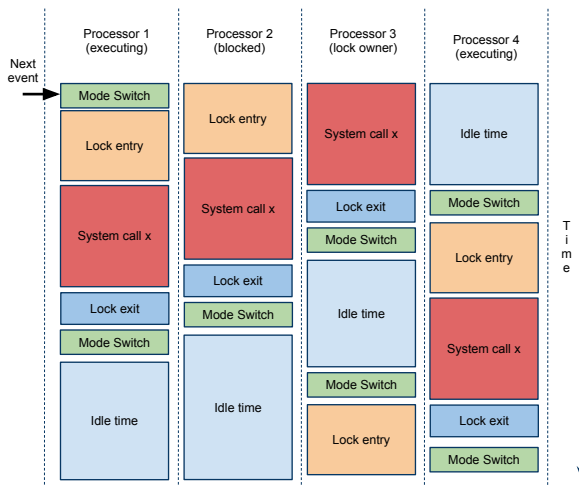 Processor 1
(executing)
Processor 2
(blocked)
Processor 3
(lock owner)
Processor 4
(executing)
Next
event
Mode Switch
Lock entry
System call x
Lock exit
Mode Switch
Idle time
Lock entry
System call x
Lock exit
Mode Switch
Idle time
System call x
Lock exit
Mode Switch
Idle time
Mode Switch
Lock entry
Idle time
Mode Switch
Lock entry
System call x
Lock exit
Mode Switch
T
i
m
e